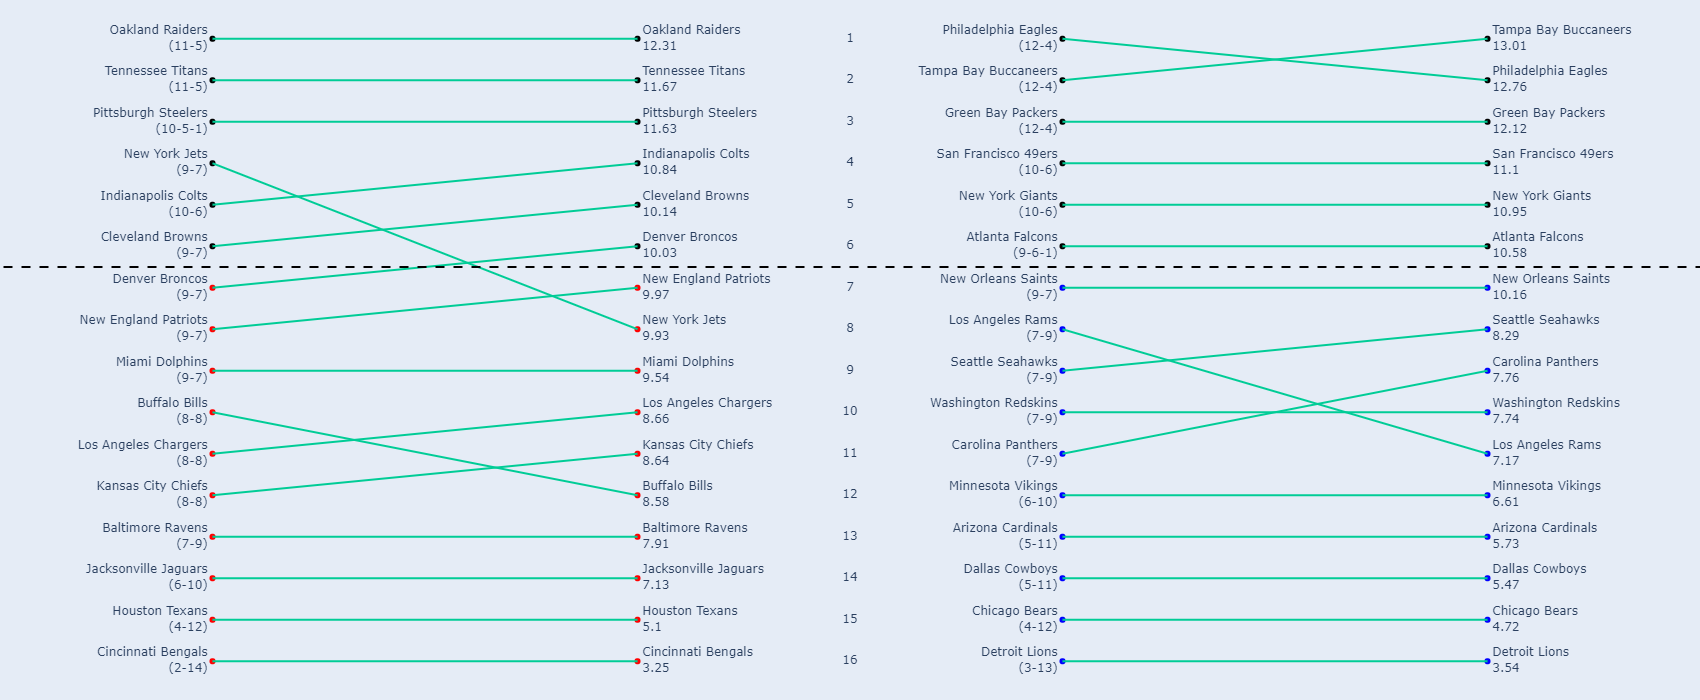 Oakland Raiders
(11-5)
Tennessee Titans
(11-5)
Pittsburgh Steelers
(10-5-1)
New York Jets
(9-7)
Indianapolis Colts
(10-6)
Cleveland Browns
(9-7)
Denver Broncos
(9-7)
New England Patriots
(9-7)
Miami Dolphins
(9-7)
Buffalo Bills
(8-8)
Los Angeles Chargers
(8-8)
Kansas City Chiefs
(8-8)
Baltimore Ravens
(7-9)
Jacksonville Jaguars
(6-10)
Houston Texans
(4-12)
Cincinnati Bengals
(2-14)
Oakland Raiders
12.31
Tennessee Titans
11.67
Pittsburgh Steelers
11.63
Indianapolis Colts
10.84
Cleveland Browns
10.14
Denver Broncos
10.03
New England Patriots
9.97
New York Jets
9.93
Miami Dolphins
9.54
Los Angeles Chargers
8.66
Kansas City Chiefs
8.64
Buffalo Bills
8.58
Baltimore Ravens
7.91
Jacksonville Jaguars
7.13
Houston Texans
5.1
Cincinnati Bengals
3.25
1
2
3
4
5
6
7
8
9
10
11
12
13
14
15
16
Philadelphia Eagles
(12-4)
Tampa Bay Buccaneers
(12-4)
Green Bay Packers
(12-4)
San Francisco 49ers
(10-6)
New York Giants
(10-6)
Atlanta Falcons
(9-6-1)
New Orleans Saints
(9-7)
Los Angeles Rams
(7-9)
Seattle Seahawks
(7-9)
Washington Redskins
(7-9)
Carolina Panthers
(7-9)
Minnesota Vikings
(6-10)
Arizona Cardinals
(5-11)
Dallas Cowboys
(5-11)
Chicago Bears
(4-12)
Detroit Lions
(3-13)
Tampa Bay Buccaneers
13.01
Philadelphia Eagles
12.76
Green Bay Packers
12.12
San Francisco 49ers
11.1
New York Giants
10.95
Atlanta Falcons
10.58
New Orleans Saints
10.16
Seattle Seahawks
8.29
Carolina Panthers
7.76
Washington Redskins
7.74
Los Angeles Rams
7.17
Minnesota Vikings
6.61
Arizona Cardinals
5.73
Dallas Cowboys
5.47
Chicago Bears
4.72
Detroit Lions
3.54